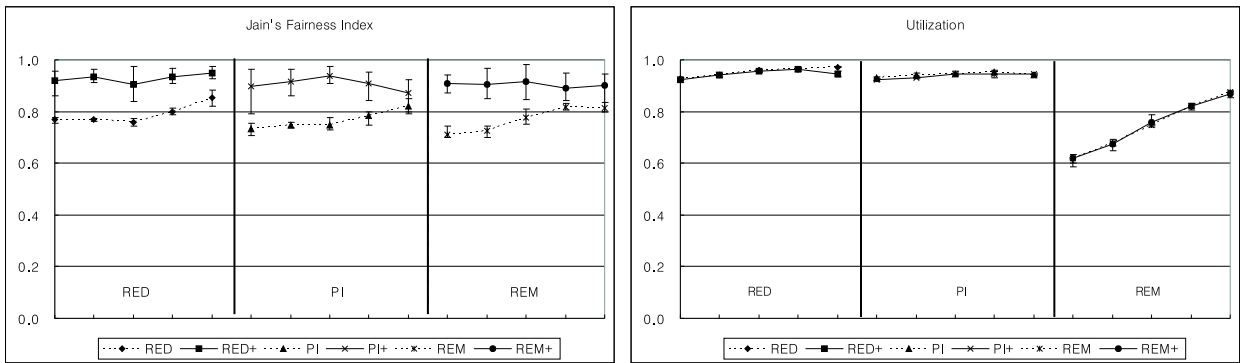 Jain's Fairness Index
1.0
0.8
0.6
0.4
0.2
0.0
RED PI REM
RED RED+ PI PI+ REM REM+
Utilization
1.0
0.8
0.6
0.4
0.2
0.0
RED PI REM
RED RED+ PI PI+ REM REM+